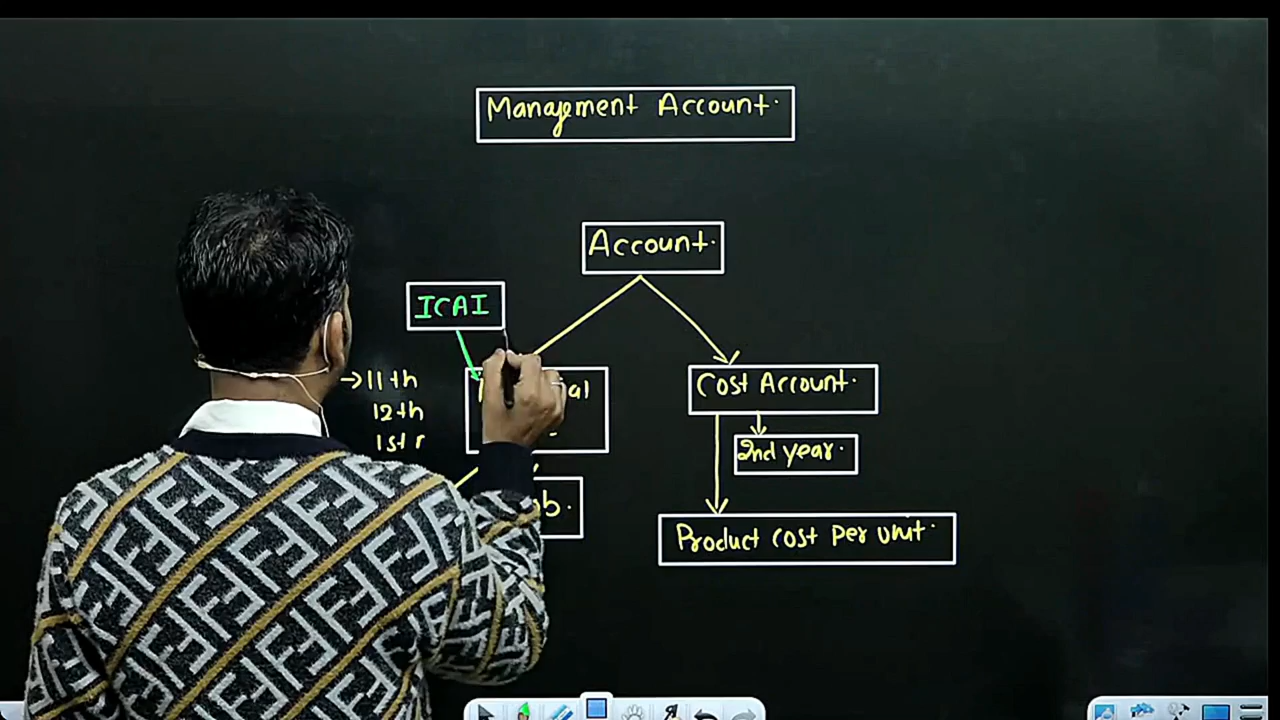 Management Account.
Account.
ICAI
→11th
12th
1st
Cost Account.
2nd year.
Product cost per unit.